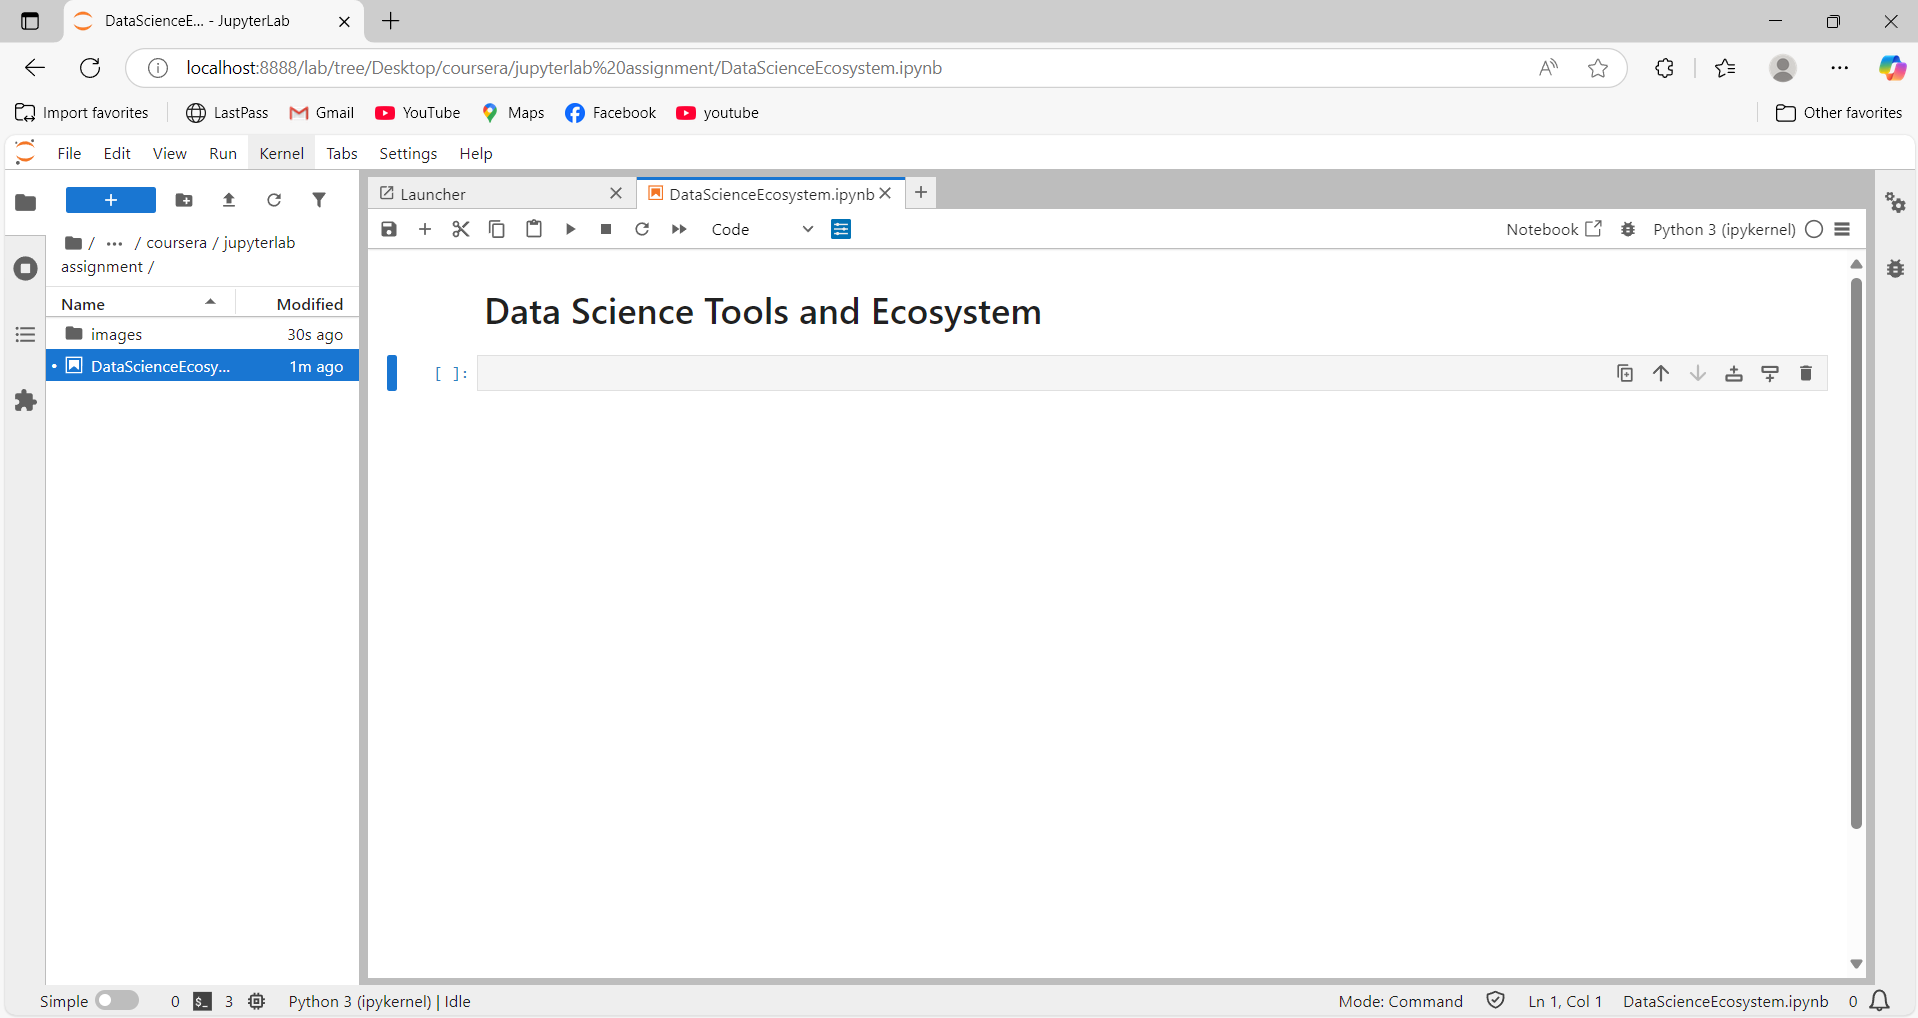 DataScienceE... - JupyterLab
localhost:8888/lab/tree/Desktop/coursera/jupyterlab%20assignment/DataScienceEcosystem.ipynb
Import favorites LastPass Gmail YouTube Maps Facebook youtube Other favorites
File Edit View Run Kernel Tabs Settings Help
Launcher DataScienceEcosystem.ipynb
Code Notebook Python 3 (ipykernel)
/ ... / coursera / jupyterlab
assignment /
Name Modified
images 30s ago
DataScienceEcosy... 1m ago
Data Science Tools and Ecosystem
[ ]:
Simple 0 $_ 3 Python 3 (ipykernel) | Idle Mode: Command Ln 1, Col 1 DataScienceEcosystem.ipynb 0